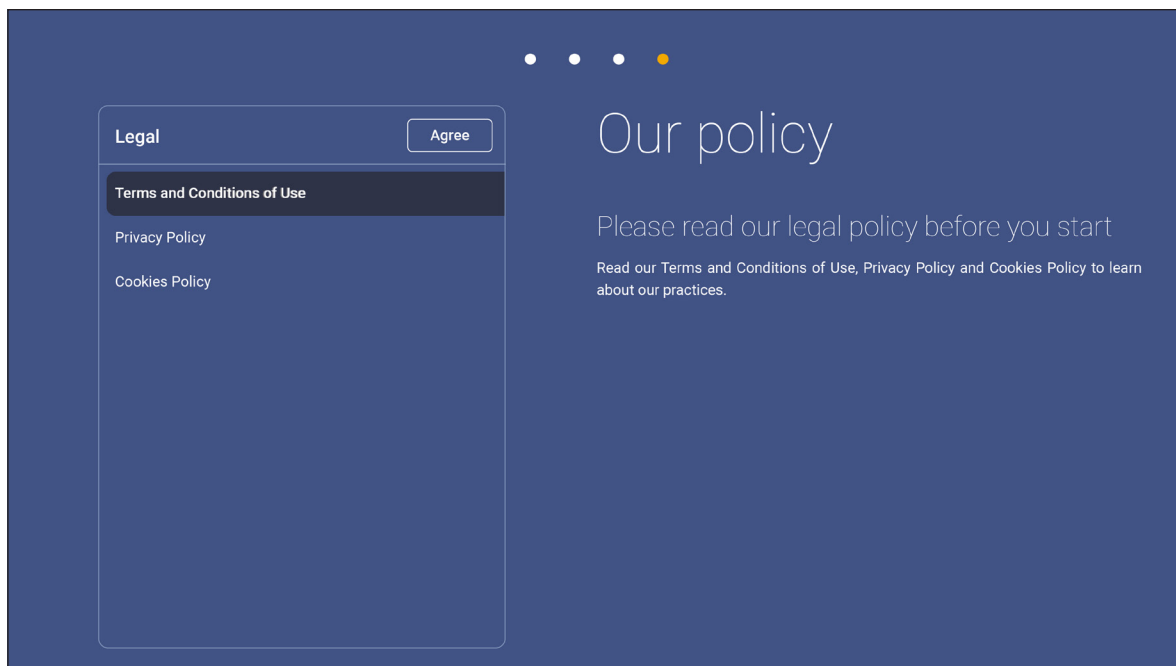 Legal
Agree
Terms and Conditions of Use
Privacy Policy
Cookies Policy
Our policy
Please read our legal policy before you start
Read our Terms and Conditions of Use, Privacy Policy and Cookies Policy to learn
about our practices.